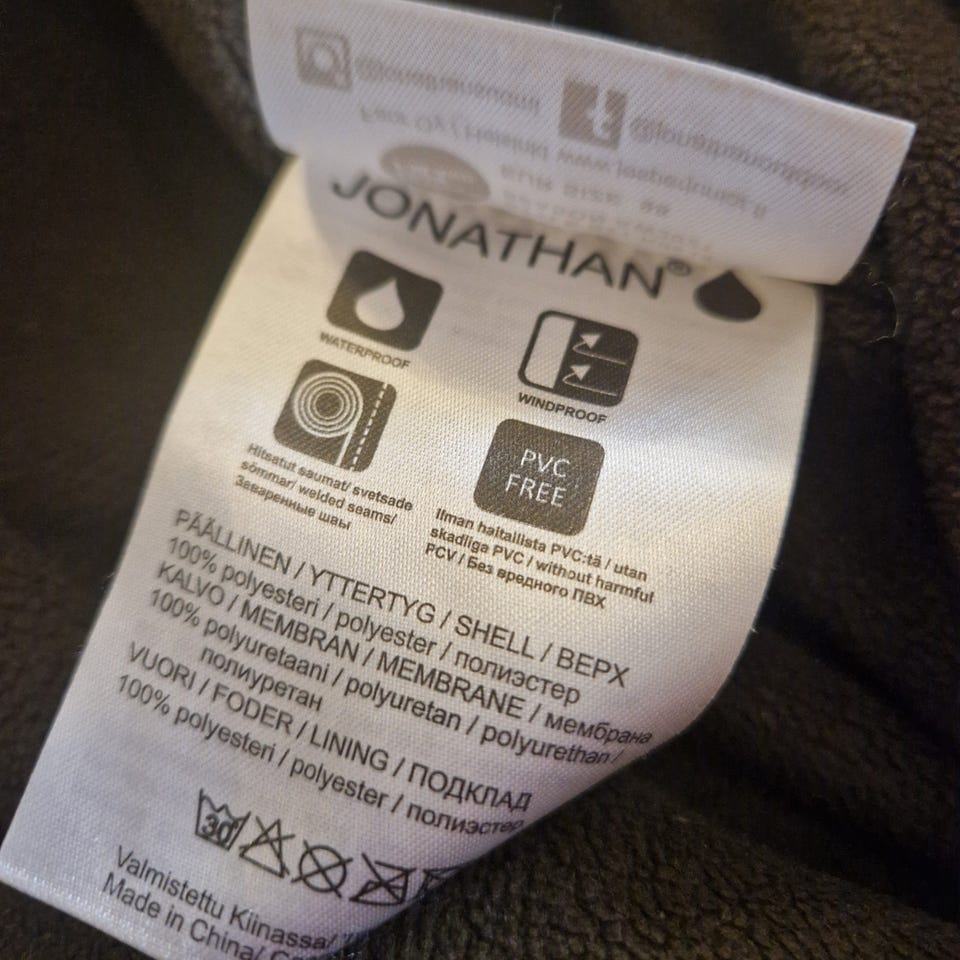 JONATHAN®
WATERPROOF
WINDPROOF
Hitsatut saumat/ svetsade
sömmar/ welded seams/
Заваренные швы
PVC
FREE
Ilman haitallista PVC:tä / utan
skadliga PVC / without harmful
PCV / Без вредного ПВХ
PÄÄLLINEN / YTTERTYG / SHELL / ВЕРХ
100% polyesteri / polyester / полиэстер
KALVO / MEMBRAN / MEMBRANE / мембрана
100% polyuretaani / polyuretan / polyurethan /
полиуретан
VUORI / FODER / LINING / ПОДКЛАД
100% polyesteri / polyester / полиэстер
30
Valmistettu Kiinassa/
Made in China/